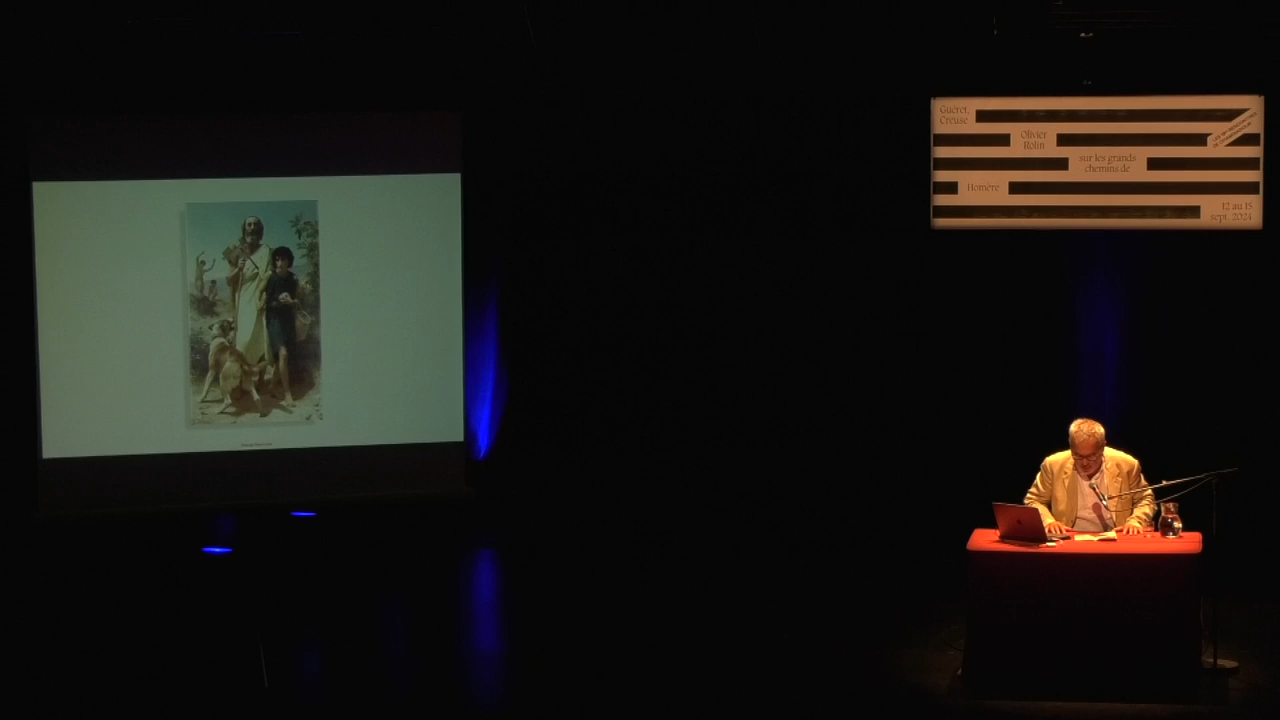 Guéret,
Creuse
Olivier
Rolin
sur les grands
chemins de
Homère
12 au 15
sept. 2024